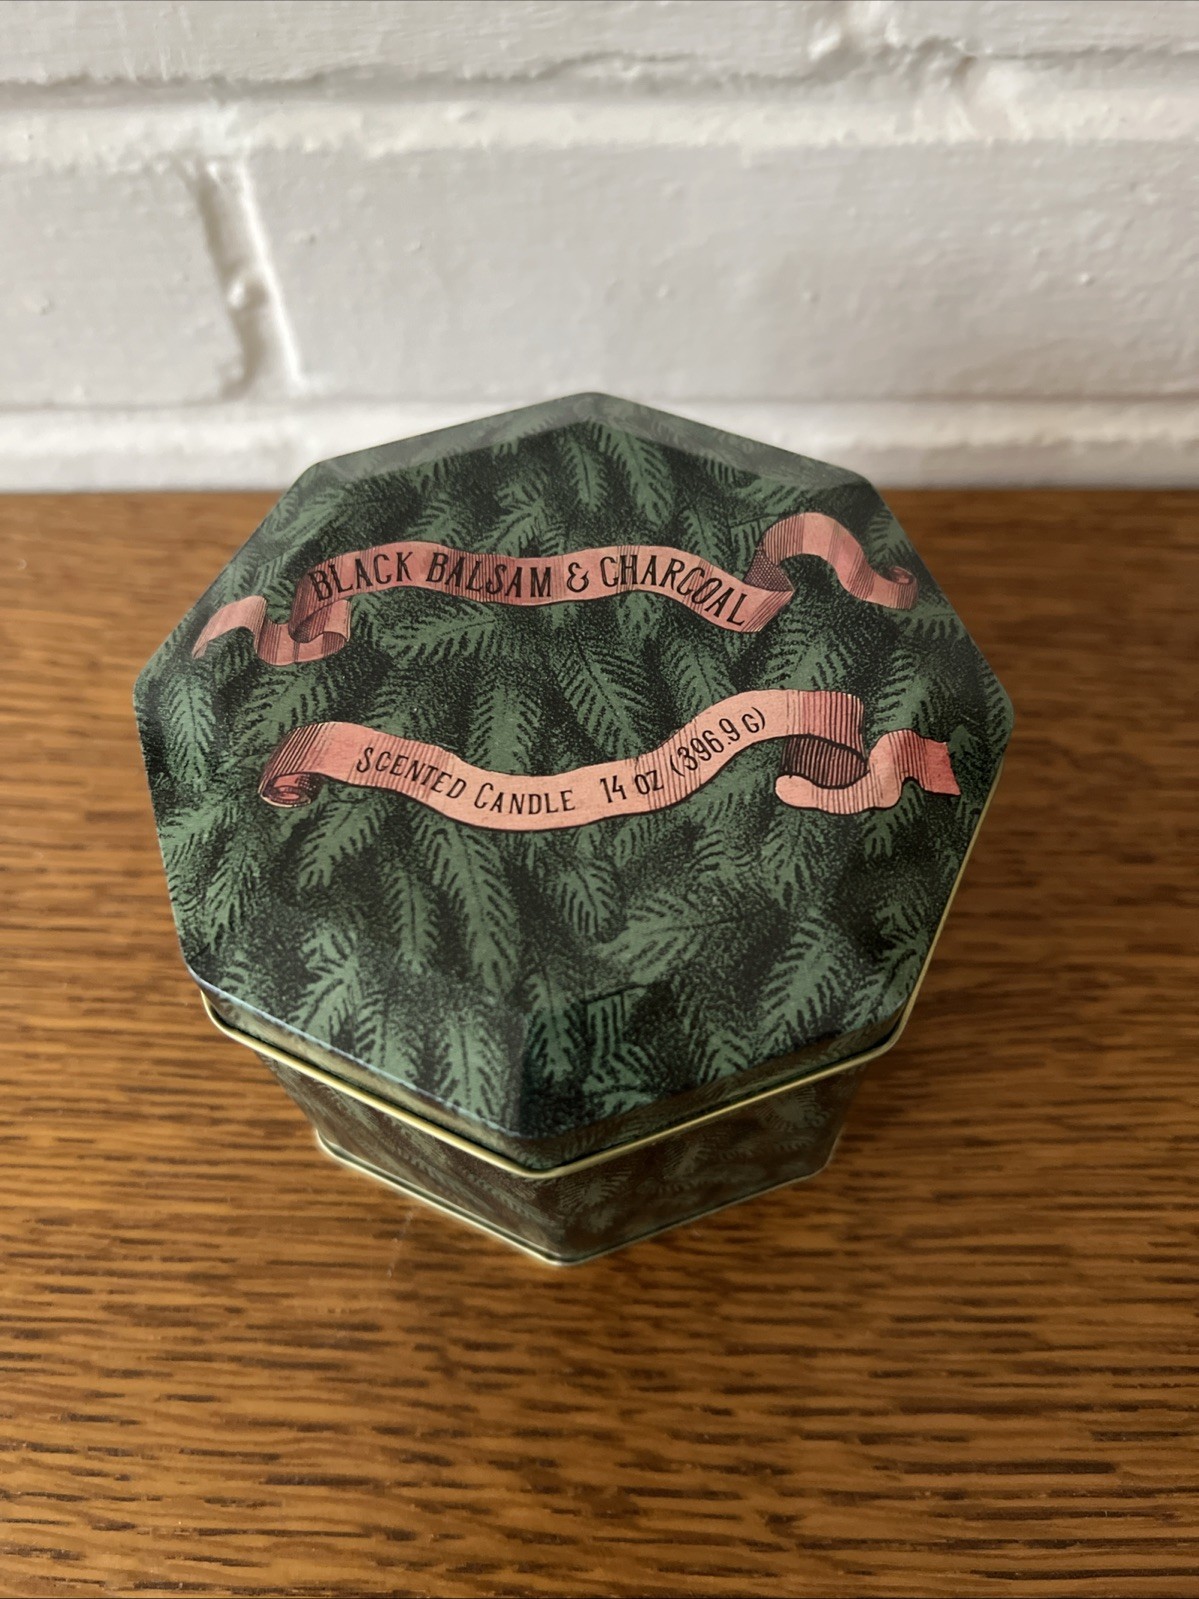 BLACK BALSAM & CHARCOAL
SCENTED CANDLE 14 OZ (396.9 G)